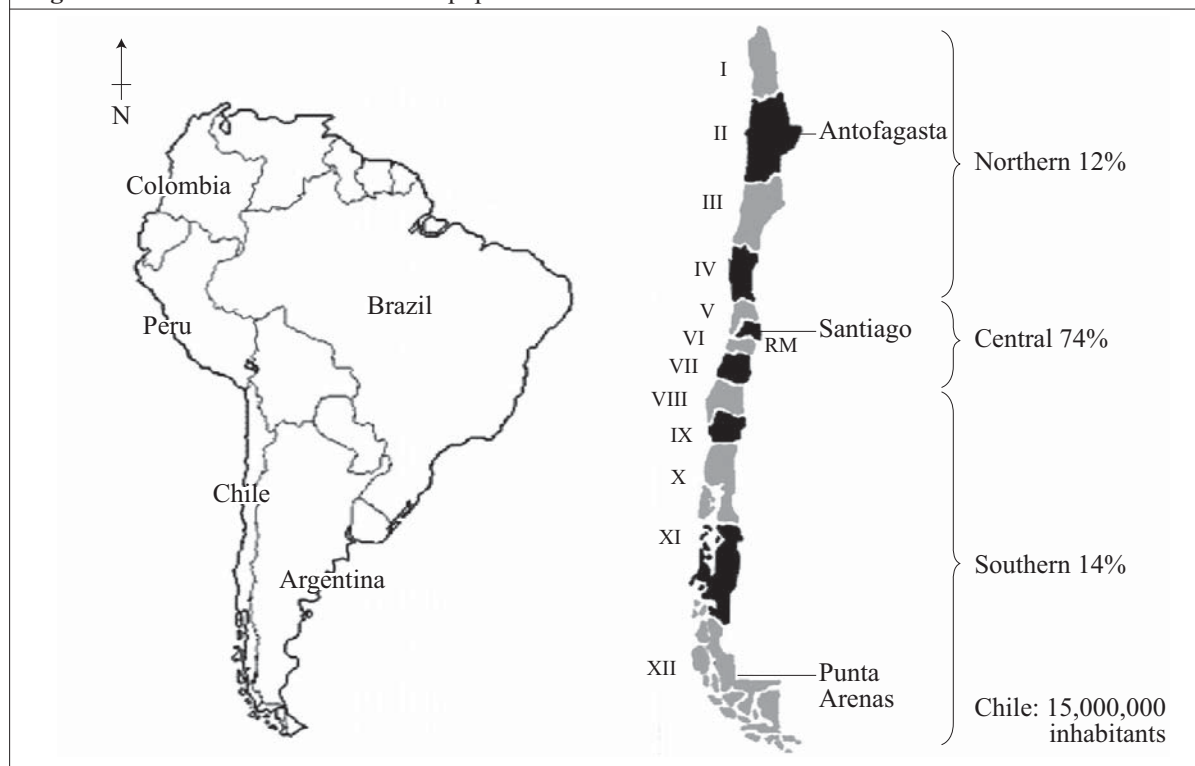 N
Colombia
Peru
Brazil
Chile
Argentina
I
II
III
IV
V
VI
RM
VII
VIII
IX
X
XI
XII
Antofagasta
Santiago
Punta
Arenas
Northern 12%
Central 74%
Southern 14%
Chile: 15,000,000
inhabitants